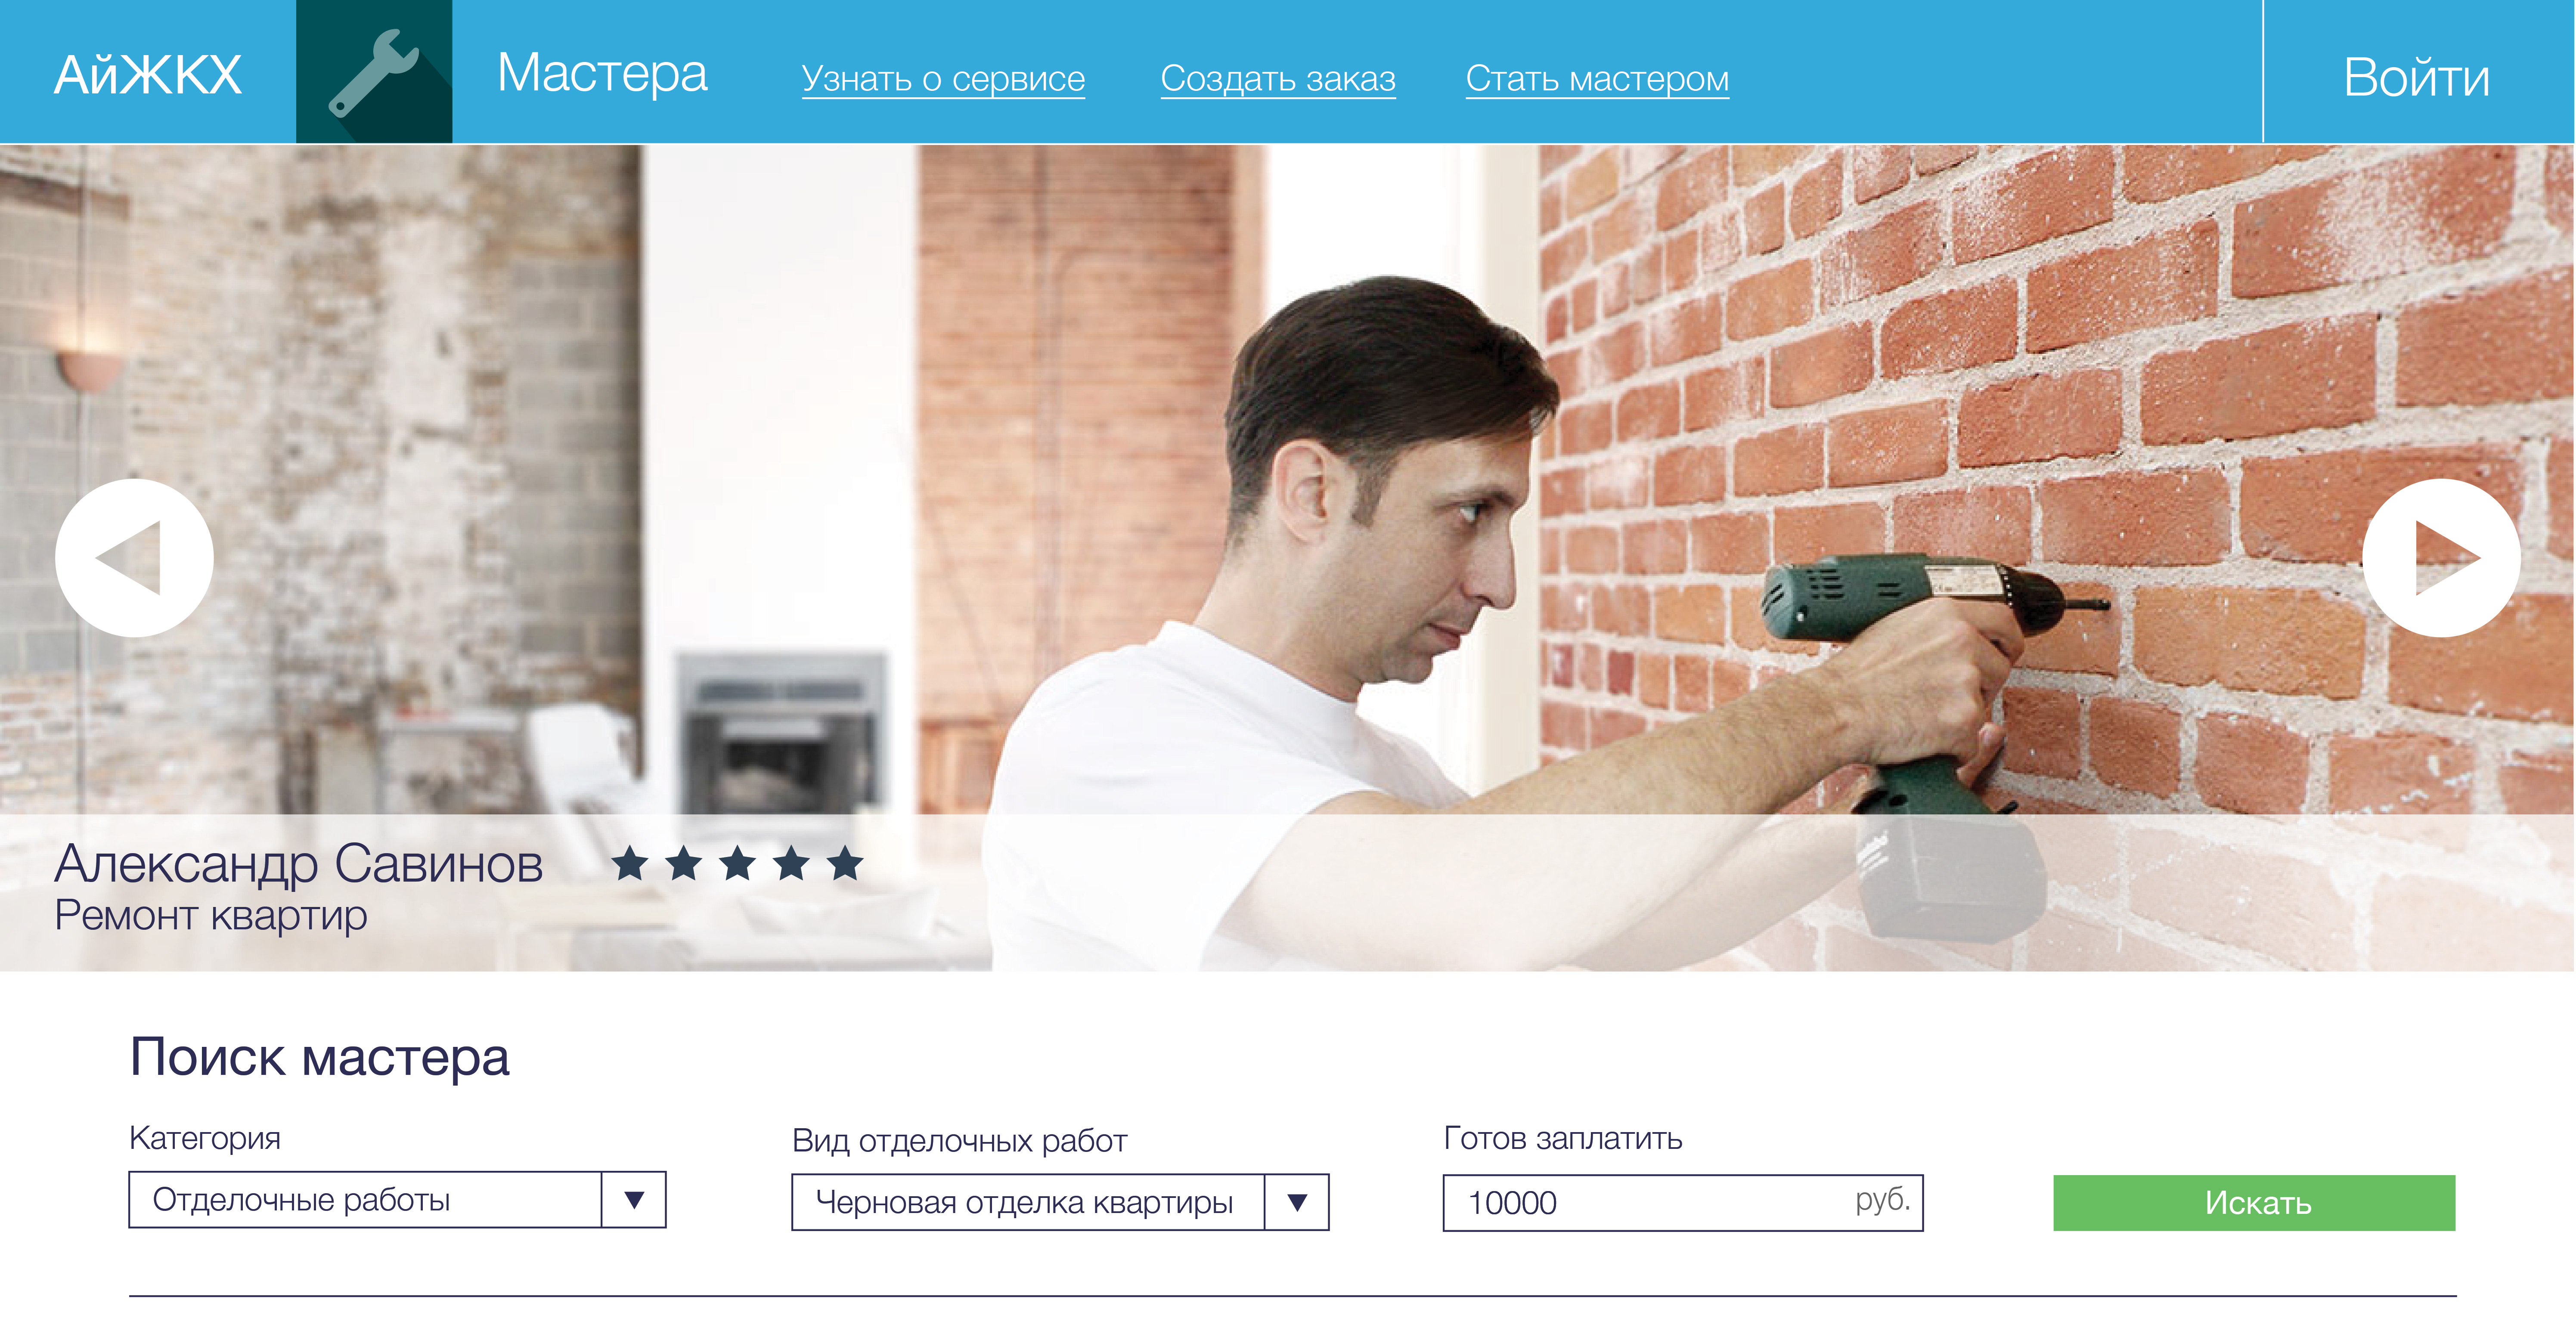 АйЖКХ
Мастера
Узнать о сервисе
Создать заказ
Стать мастером
Войти
Александр Савинов
Ремонт квартир
Поиск мастера
Категория
Вид отделочных работ
Готов заплатить
Отделочные работы
Черновая отделка квартиры
10000 руб.
Искать